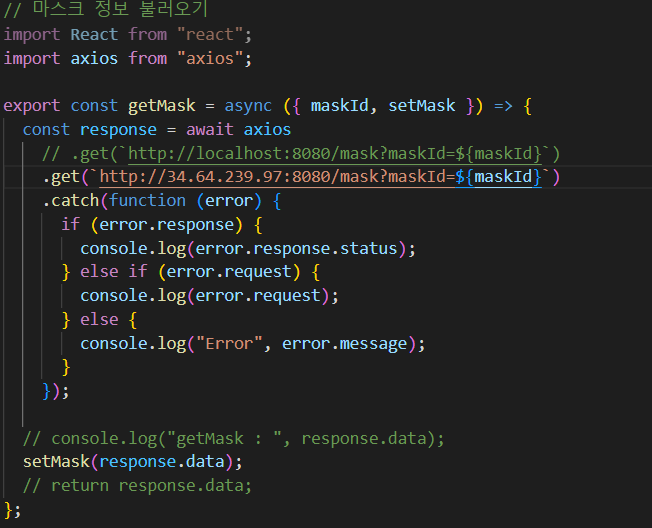 // 마스크 정보 불러오기
import React from "react";
import axios from "axios";
export const getMask = async ({ maskId, setMask }) => {
const response = await axios
// .get(`http://localhost:8080/mask?maskId=${maskId}`)
.get(`http://34.64.239.97:8080/mask?maskId=${maskId}`)
.catch(function (error) {
if (error.response) {
console.log(error.response.status);
} else if (error.request) {
console.log(error.request);
} else {
console.log("Error", error.message);
}
});
// console.log("getMask : ", response.data);
setMask(response.data);
// return response.data;
};